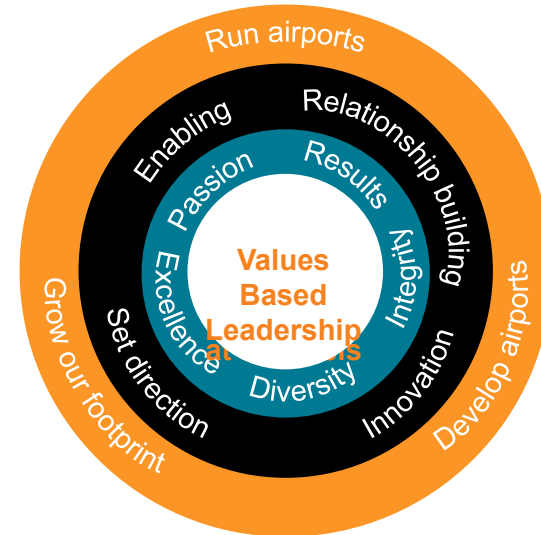 Run airports
Develop airports
Grow our footprint
Enabling
Relationship building
Innovation
Set direction
Passion
Results
Integrity
Diversity
Excellence
Values
Based
Leadership
at